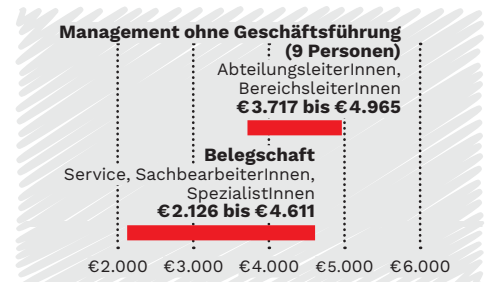 Management ohne Geschäftsführung
(9 Personen)
AbteilungsleiterInnen,
BereichsleiterInnen
€3.717 bis €4.965
Belegschaft
Service, SachbearbeiterInnen,
SpezialistInnen
€2.126 bis €4.611
€2.000 €3.000 €4.000 €5.000 €6.000